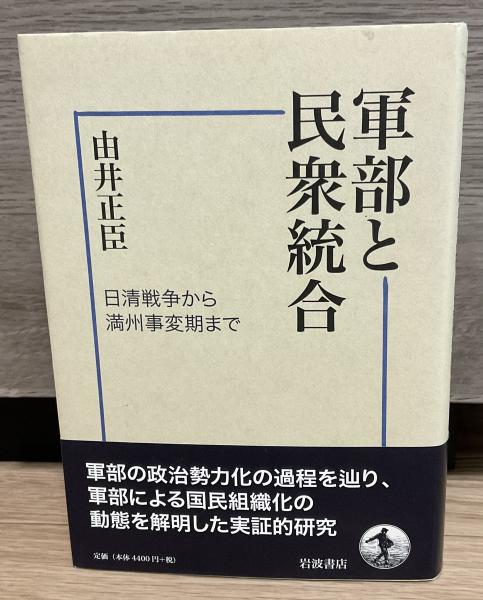 軍部と
民衆統合
由井正臣
日清戦争から
満州事変期まで
軍部の政治勢力化の過程を辿り、
軍部による国民組織化の
動態を解明した実証的研究
定価（本体4400円+税）
岩波書店